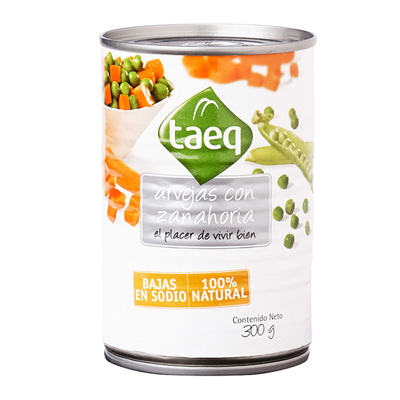 taeq
arvejas con
zanahoria
el placer de vivir bien
BAJAS
EN SODIO
100%
NATURAL
Contenido Neto
300 g